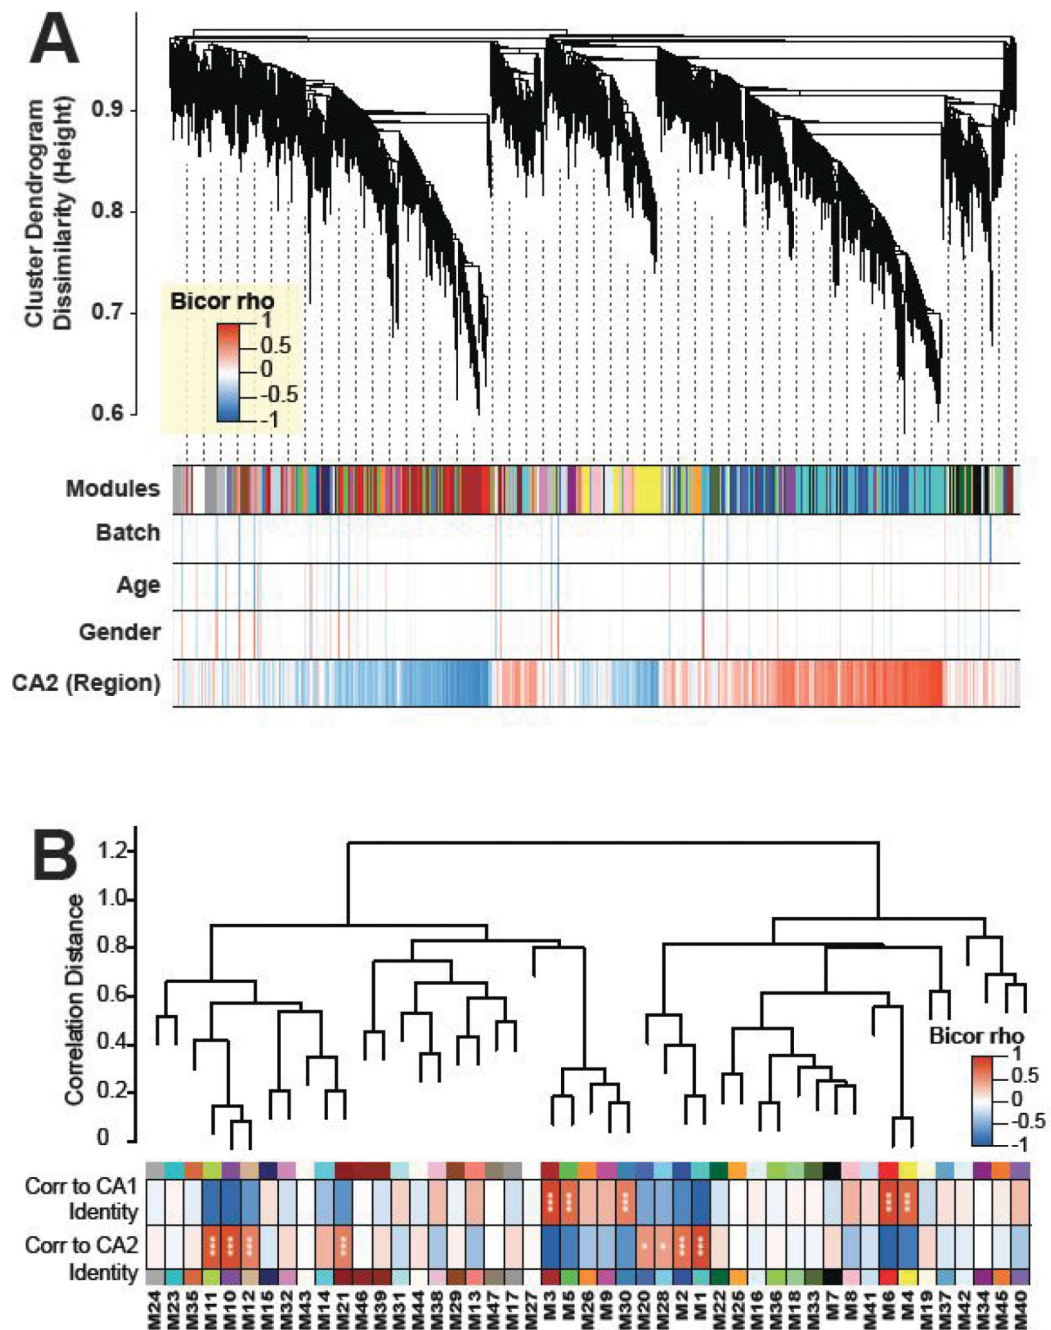 A
Cluster Dendrogram
Dissimilarity (Height)
0.9
0.8
0.7
0.6
Bicor rho
1
0.5
0
-0.5
-1
Modules
Batch
Age
Gender
CA2 (Region)
B
Correlation Distance
1.2
1.0
0.8
0.6
0.4
0.2
0
Bicor rho
1
0.5
0
-0.5
-1
Corr to CA1
Identity
*** *** *** *** ***
Corr to CA2
Identity
*** *** *** *** * * *** ***
M24 M23 M35 M11 M10 M12 M15 M32 M43 M14 M21 M46 M39 M31 M44 M38 M29 M13 M47 M17 M27 M3 M5 M26 M9 M30 M20 M28 M2 M1 M22 M25 M16 M36 M18 M33 M7 M8 M41 M6 M4 M19 M37 M42 M34 M45 M40